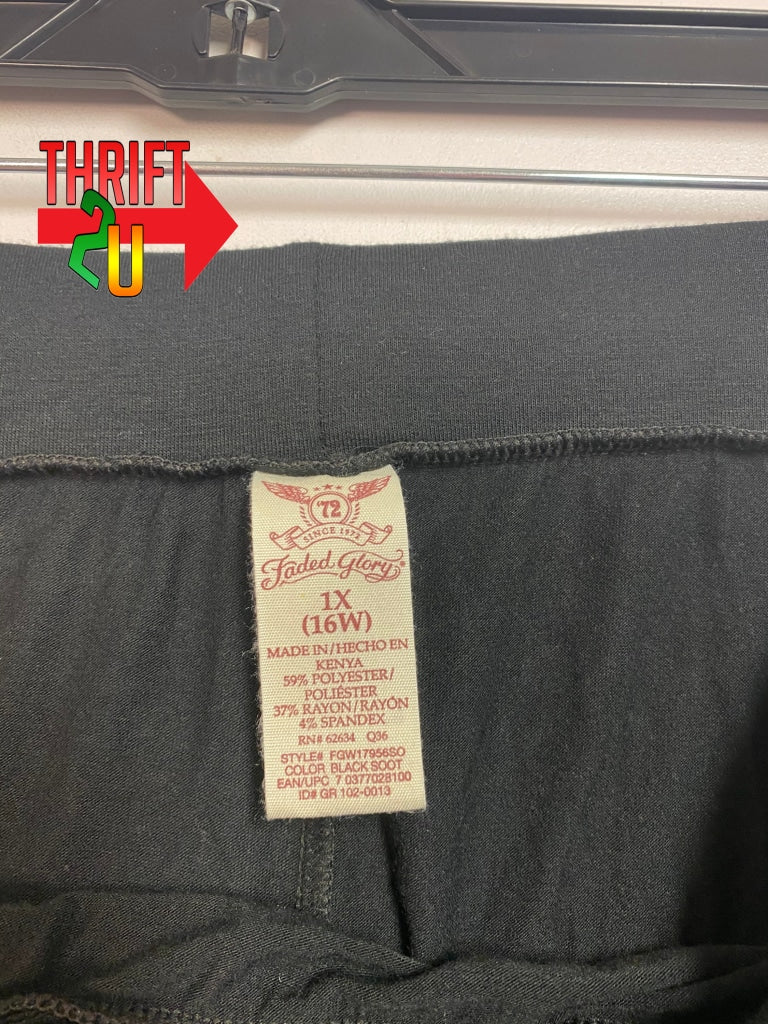 THRIFT
2U
'72
SINCE 1972
Faded Glory®
1X
(16W)
MADE IN/HECHO EN
KENYA
59% POLYESTER/
POLIÉSTER
37% RAYON/RAYÓN
4% SPANDEX
RN# 62634 Q36
STYLE# FGW17956SO
COLOR BLACK SOOT
EAN/UPC 7 0377028100
ID# GR 102-0013